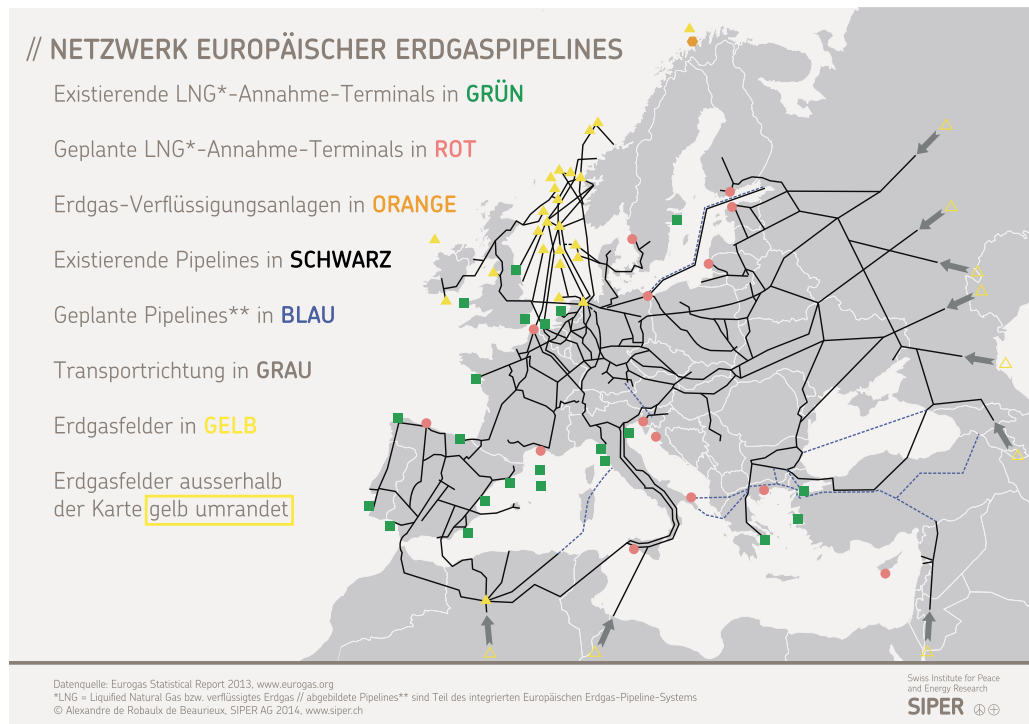 // NETZWERK EUROPÄISCHER ERDGASPIPELINES
Existierende LNG*-Annahme-Terminals in GRÜN
Geplante LNG*-Annahme-Terminals in ROT
Erdgas-Verflüssigungsanlagen in ORANGE
Existierende Pipelines in SCHWARZ
Geplante Pipelines** in BLAU
Transportrichtung in GRAU
Erdgasfelder in GELB
Erdgasfelder ausserhalb
der Karte gelb umrandet
Datenquelle: Eurogas Statistical Report 2013, www.eurogas.org
*LNG = Liquified Natural Gas bzw. verflüssigtes Erdgas // abgebildete Pipelines** sind Teil des integrierten Europäischen Erdgas-Pipeline-Systems
© Alexandre de Robaulx de Beaurieux, SIPER AG 2014, www.siper.ch
Swiss Institute for Peace
and Energy Research
SIPER